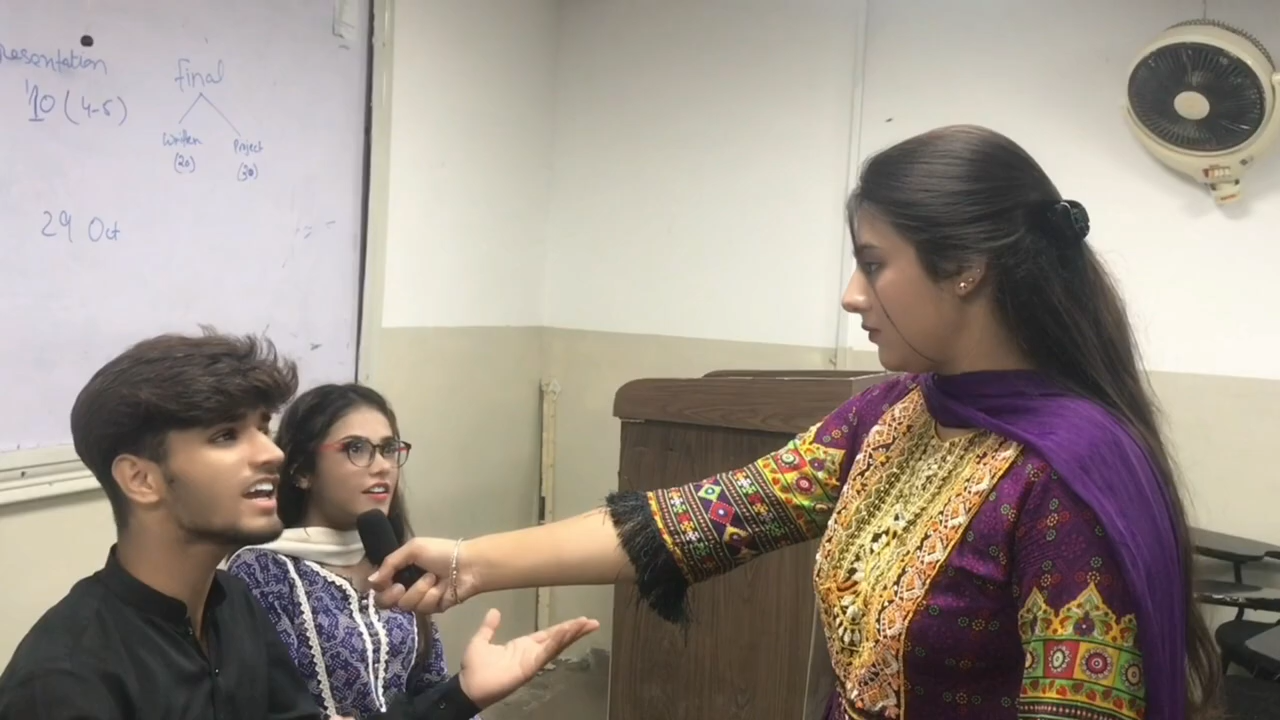 resentation
10 (4-5)
final
written
(20)
Project
(30)
29 Oct